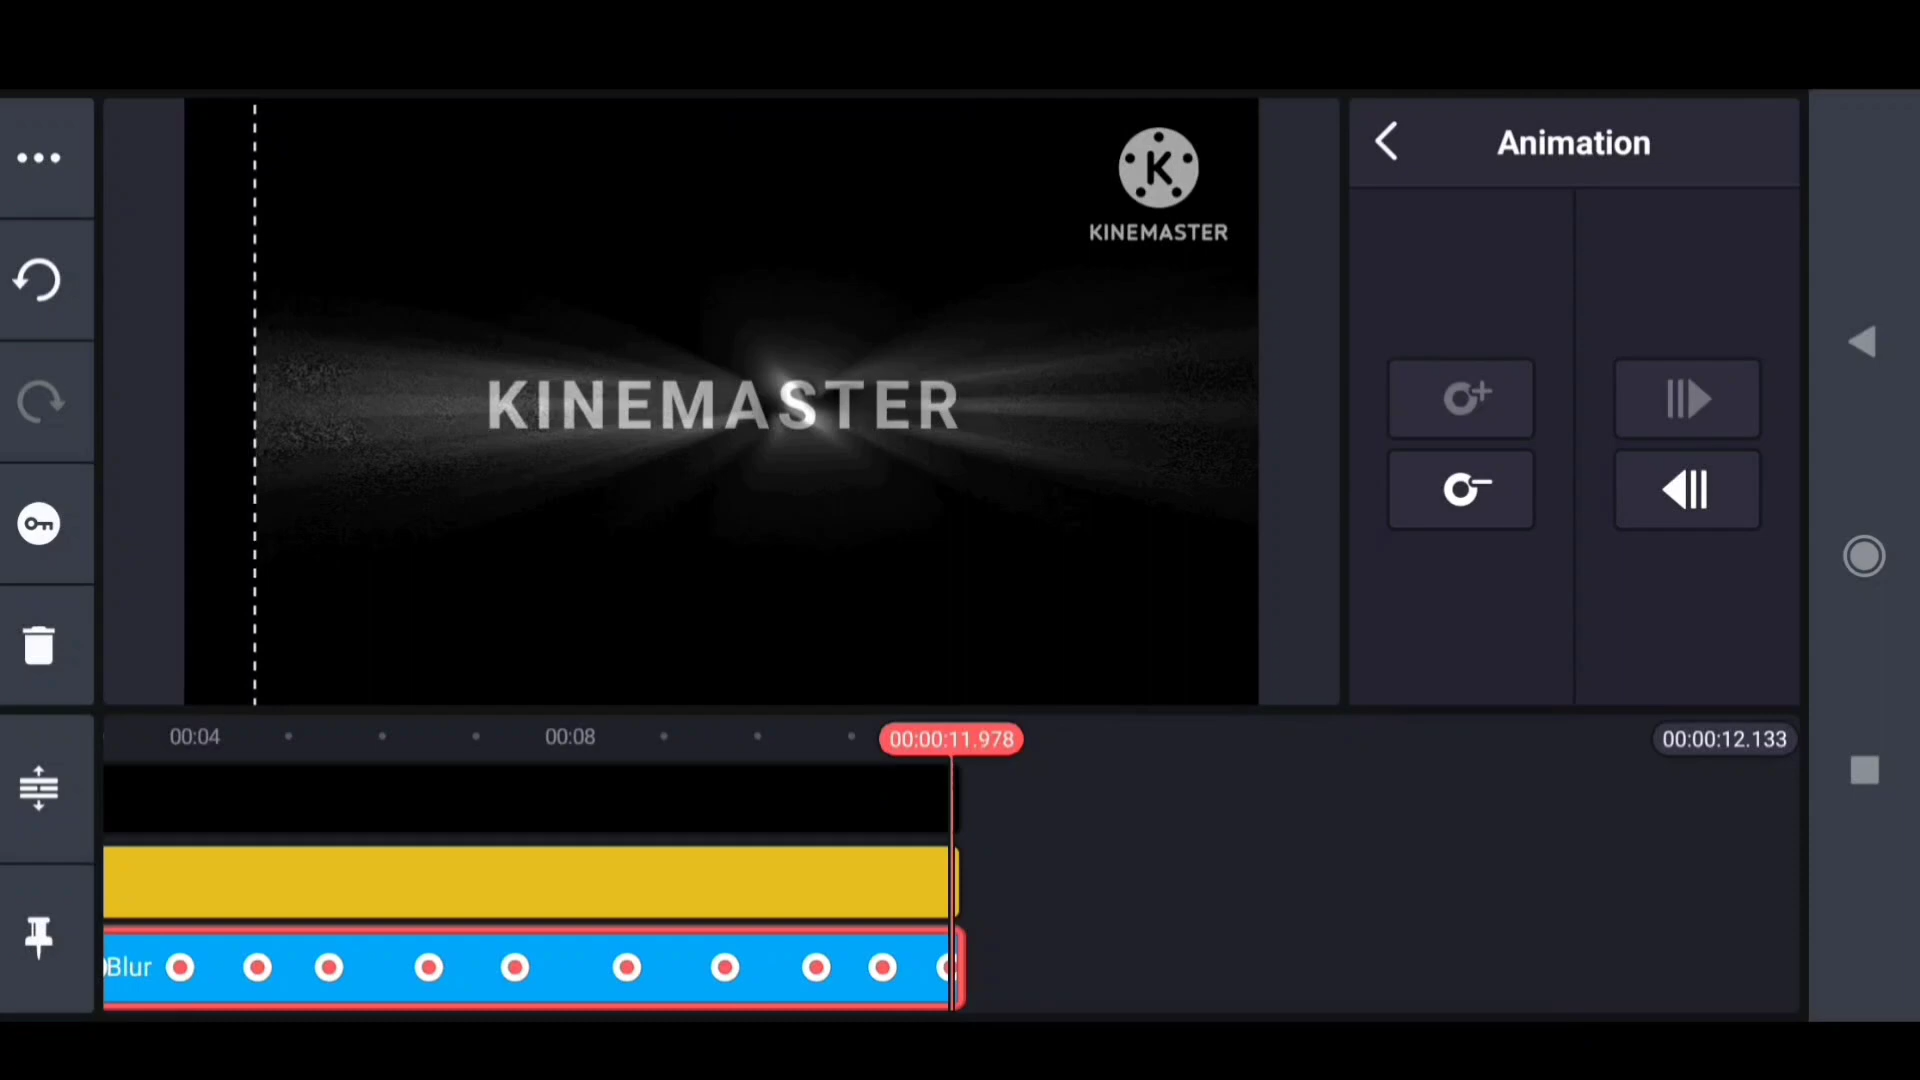 Animation
K
KINEMASTER
KINEMASTER
00:04
00:08
00:00:11.978
00:00:12.133
Blur